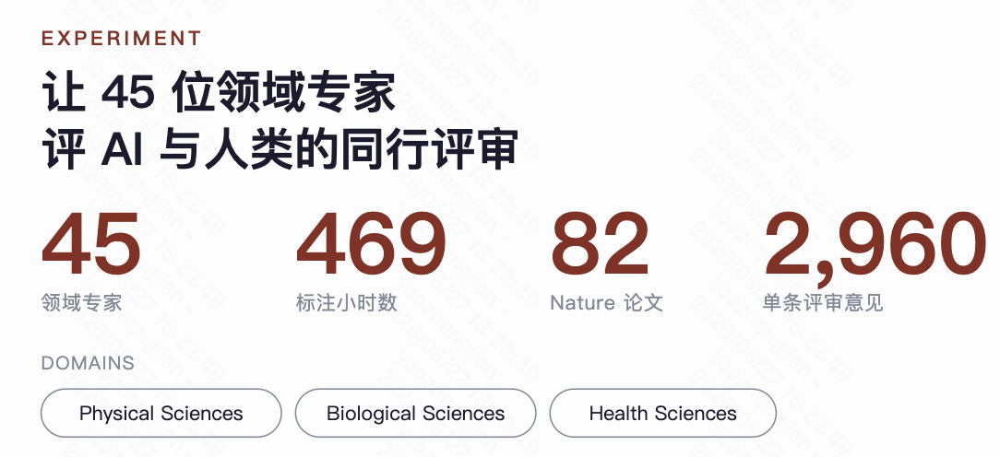 EXPERIMENT
让 45 位领域专家
评 AI 与人类的同行评审
45 469 82 2,960
领域专家 标注小时数 Nature 论文 单条评审意见
DOMAINS
Physical Sciences Biological Sciences Health Sciences